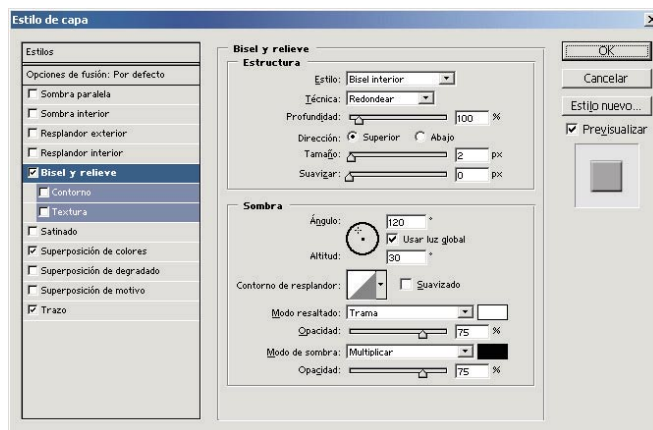 Estilo de capa
Estilos
Opciones de fusión: Por defecto
Sombra paralela
Sombra interior
Resplandor exterior
Resplandor interior
Bisel y relieve
Contorno
Textura
Satinado
Superposición de colores
Superposición de degradado
Superposición de motivo
Trazo
Bisel y relieve
Estructura
Estilo: Bisel interior
Técnica: Redondear
Profundidad: 100 %
Dirección: Superior Abajo
Tamaño: 2 px
Suavizar: 0 px
Sombra
Ángulo: 120 °
Usar luz global
Altitud: 30 °
Contorno de resplandor: Suavizado
Modo resaltado: Trama
Opacidad: 75 %
Modo de sombra: Multiplicar
Opacidad: 75 %
OK
Cancelar
Estilo nuevo...
Previsualizar